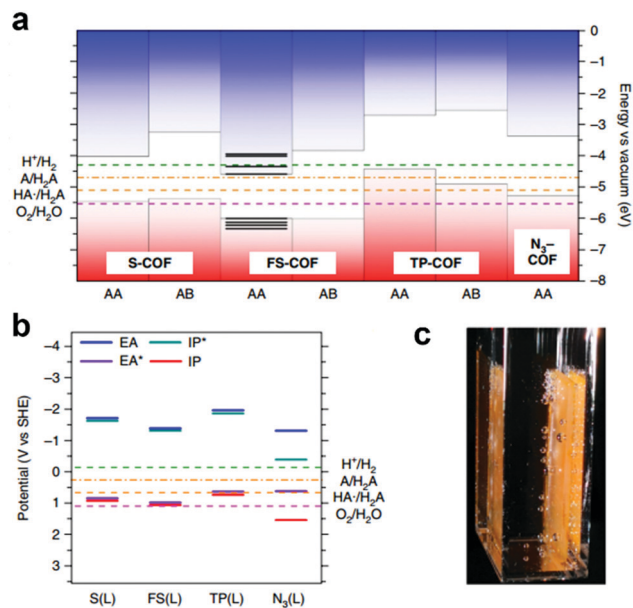 a
0
−1
−2
−3
−4
−5
−6
−7
−8
Energy vs vacuum (eV)
H⁺/H₂
A/H₂A
HA·/H₂A
O₂/H₂O
S-COF
FS-COF
TP-COF
N₃–
COF
AA
AB
AA
AB
AA
AB
AA
b
EA
IP*
EA*
IP
−4
−3
−2
−1
0
1
2
3
Potential (V vs SHE)
H⁺/H₂
A/H₂A
HA·/H₂A
O₂/H₂O
S(L)
FS(L)
TP(L)
N₃(L)
c